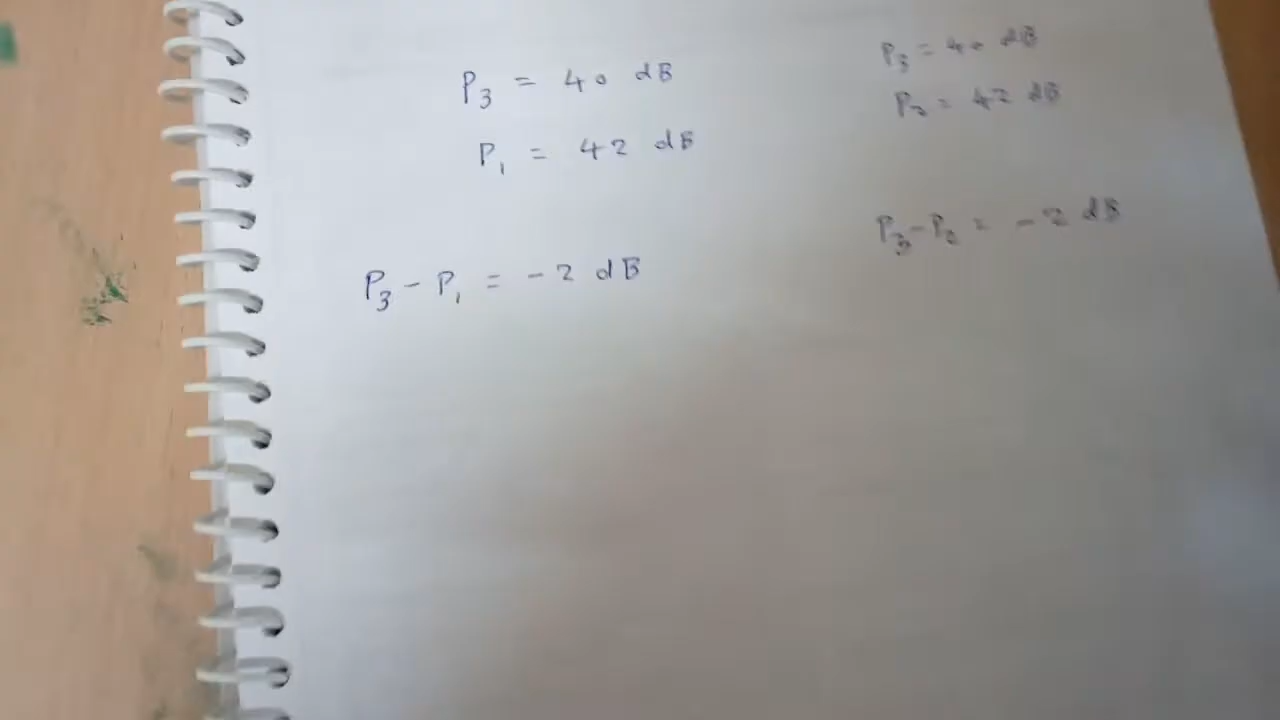 P₃ = 40 dB
P₁ = 42 dB
P₃ - P₁ = -2 dB
P₃ = 40 dB
P₂ = 42 dB
P₃ - P₂ = -2 dB